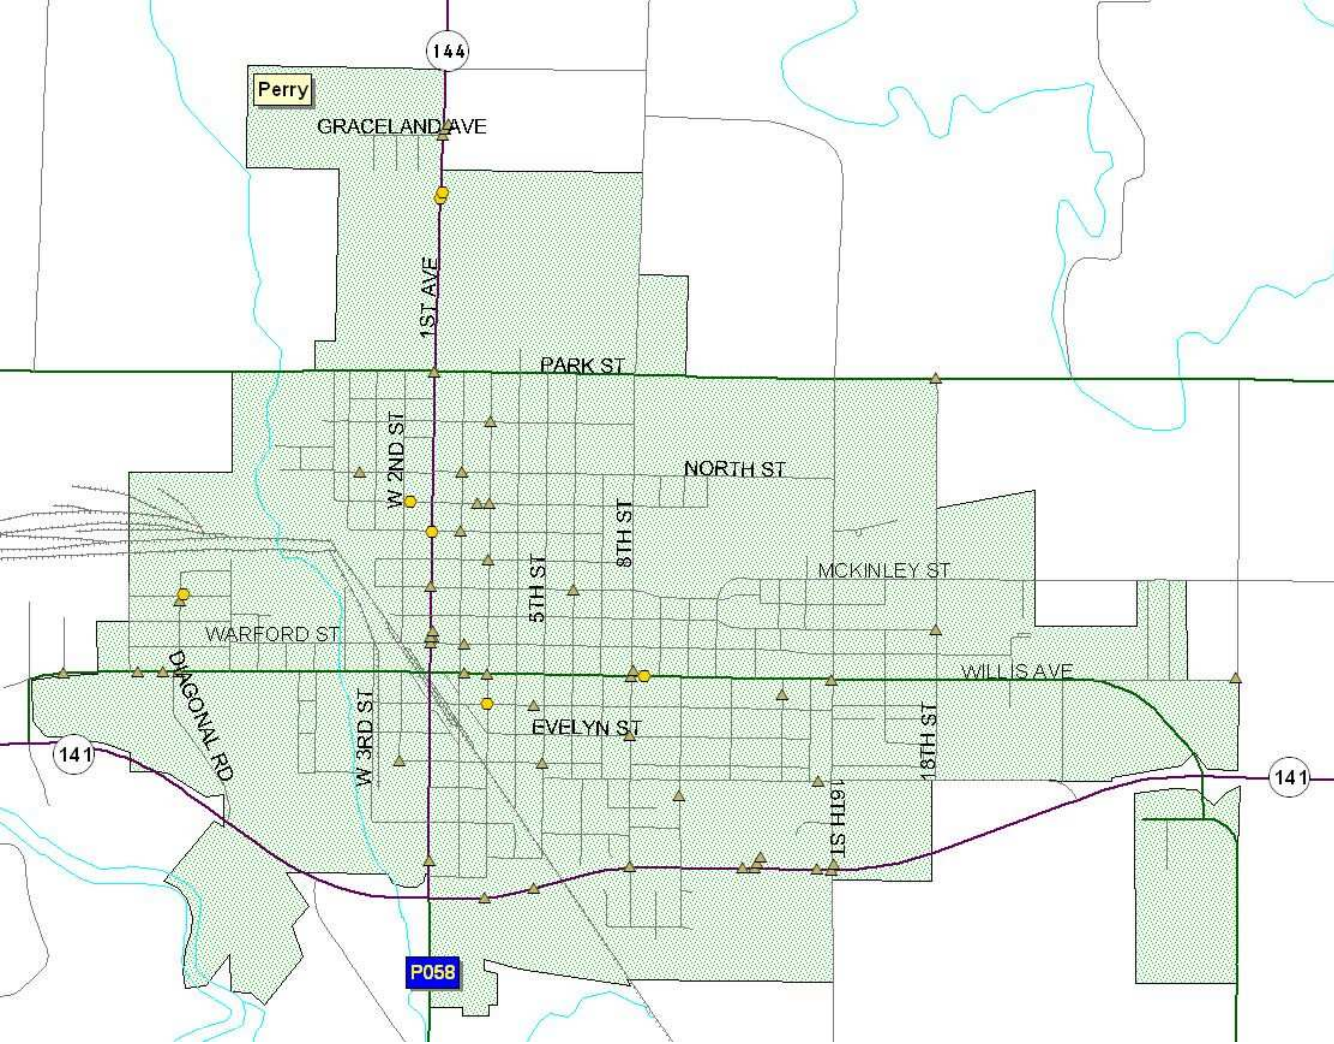 144
Perry
GRACELAND AVE
1ST AVE
PARK ST
W 2ND ST
NORTH ST
8TH ST
5TH ST
MCKINLEY ST
WARFORD ST
DIAGONAL RD
WILLIS AVE
W 3RD ST
EVELYN ST
18TH ST
141
141
16TH ST
P058